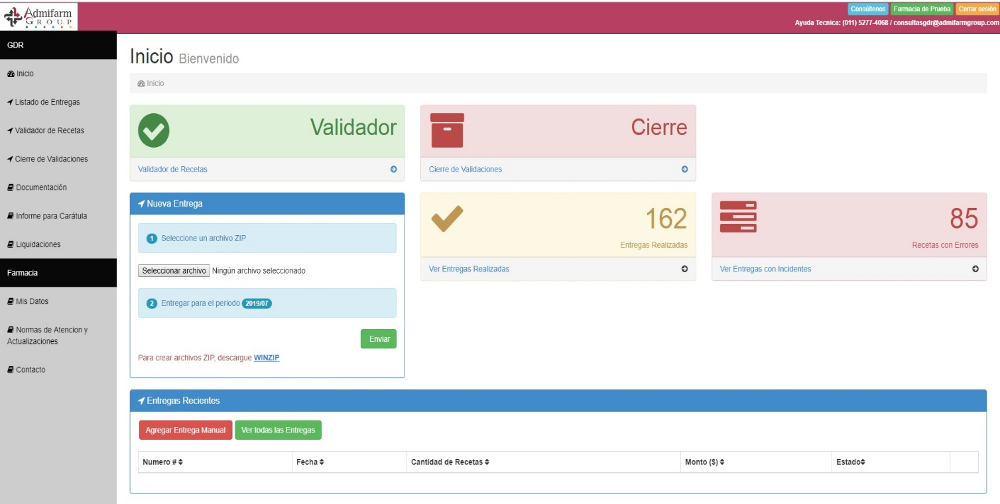 Admifarm
GROUP
Consúltenos Farmacia de Prueba Cerrar sesión
Ayuda Tecnica: (011) 5277-4068 / consultasgdr@admifarmgroup.com
GDR
Inicio
Listado de Entregas
Validador de Recetas
Cierre de Validaciones
Documentación
Informe para Carátula
Liquidaciones
Farmacia
Mis Datos
Normas de Atencion y
Actualizaciones
Contacto
Inicio Bienvenido
Inicio
Validador
Validador de Recetas
Cierre
Cierre de Validaciones
Nueva Entrega
1 Seleccione un archivo ZIP
Seleccionar archivo Ningún archivo seleccionado
2 Entregar para el periodo 2019/07
Enviar
Para crear archivos ZIP, descargue WINZIP
162
Entregas Realizadas
Ver Entregas Realizadas
85
Recetas con Errores
Ver Entregas con Incidentes
Entregas Recientes
Agregar Entrega Manual Ver todas las Entregas
Numero # Fecha Cantidad de Recetas Monto ($) Estado